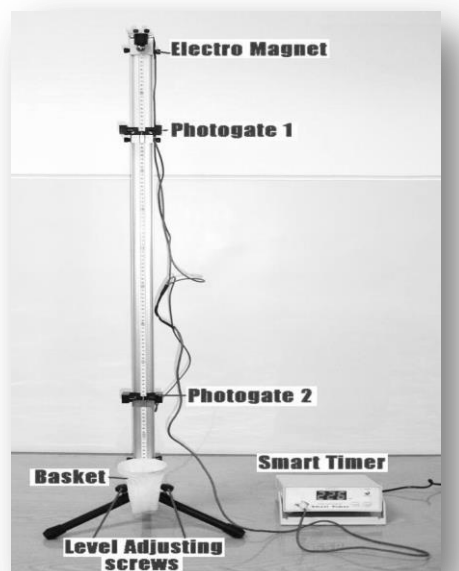 Electro Magnet
Photogate 1
Photogate 2
Smart Timer
Basket
Level Adjusting
screws